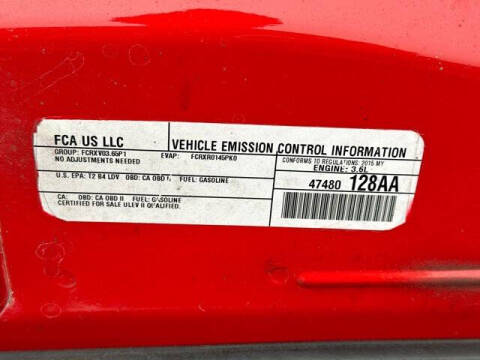 FCA US LLC VEHICLE EMISSION CONTROL INFORMATION
GROUP: FCRXV03.65P1 EVAP: FCRXR0145PK0 CONFORMS TO REGULATIONS: 2015 MY
NO ADJUSTMENTS NEEDED ENGINE: 3.6L
U.S. EPA: T2 B4 LDV OBD: CA OBD II FUEL: GASOLINE 47480 128AA
CA: OBD: CA OBD II FUEL: GASOLINE
CERTIFIED FOR SALE ULEV II QUALIFIED.